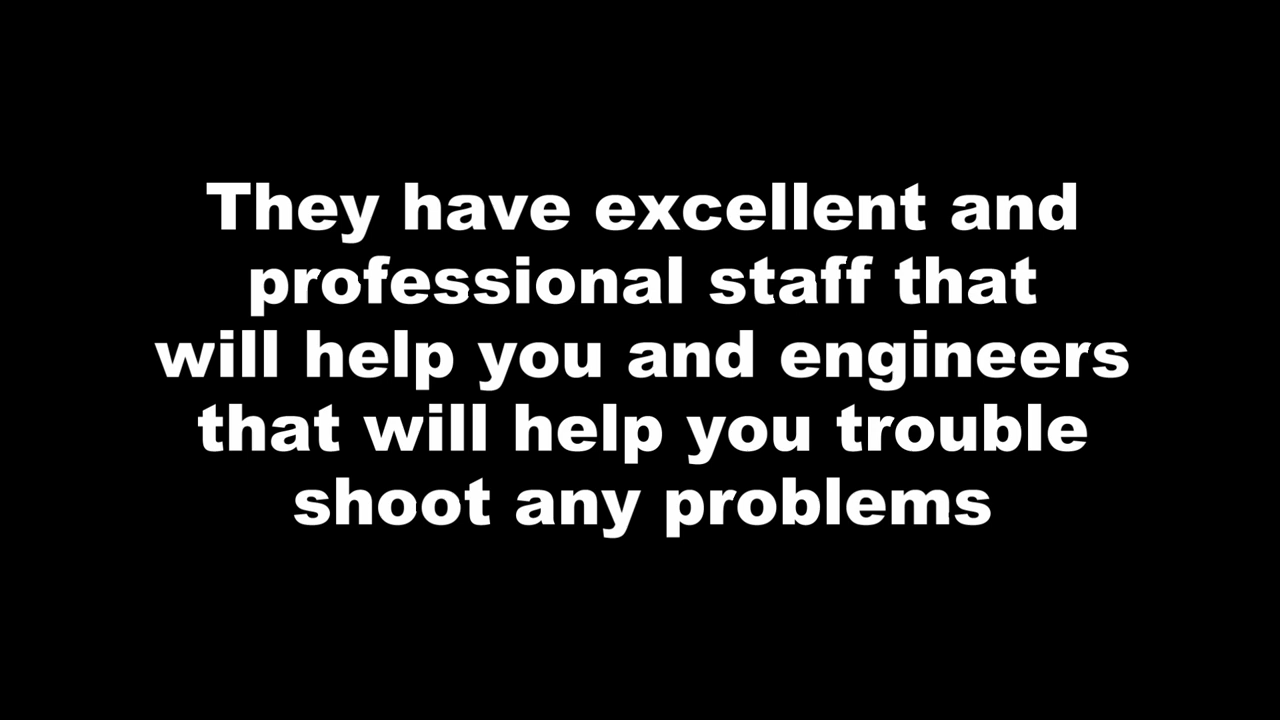 They have excellent and
professional staff that
will help you and engineers
that will help you trouble
shoot any problems